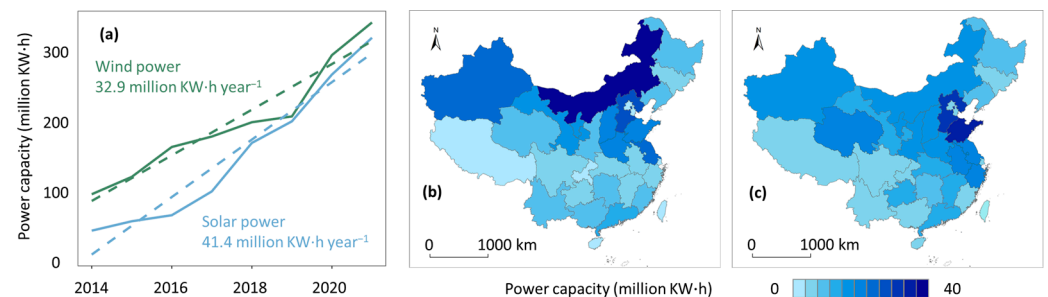 (a)
Wind power
32.9 million KW·h year⁻¹
Solar power
41.4 million KW·h year⁻¹
Power capacity (million KW·h)
300
200
100
0
2014
2016
2018
2020
N
(b)
0
1000 km
N
(c)
0
1000 km
Power capacity (million KW·h)
0
40